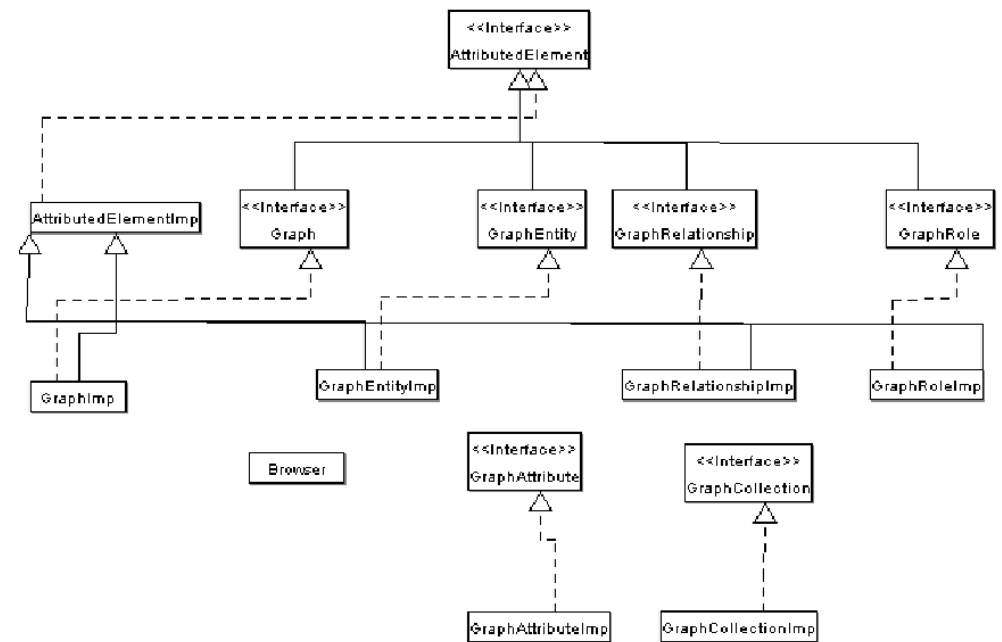 <<Interface>>
AttributedElement
AttributedElementImp
<<Interface>>
Graph
<<Interface>>
GraphEntity
<<Interface>>
GraphRelationship
<<Interface>>
GraphRole
GraphImp
GraphEntityImp
GraphRelationshipImp
GraphRoleImp
Browser
<<Interface>>
GraphAttribute
<<Interface>>
GraphCollection
GraphAttributeImp
GraphCollectionImp